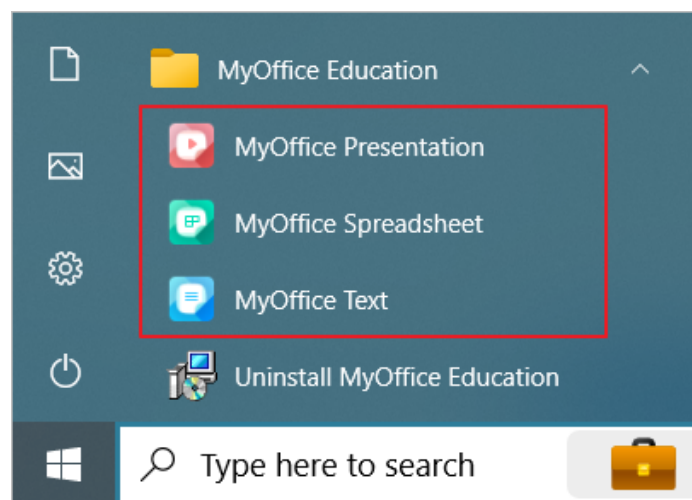 MyOffice Education
MyOffice Presentation
MyOffice Spreadsheet
MyOffice Text
Uninstall MyOffice Education
Type here to search